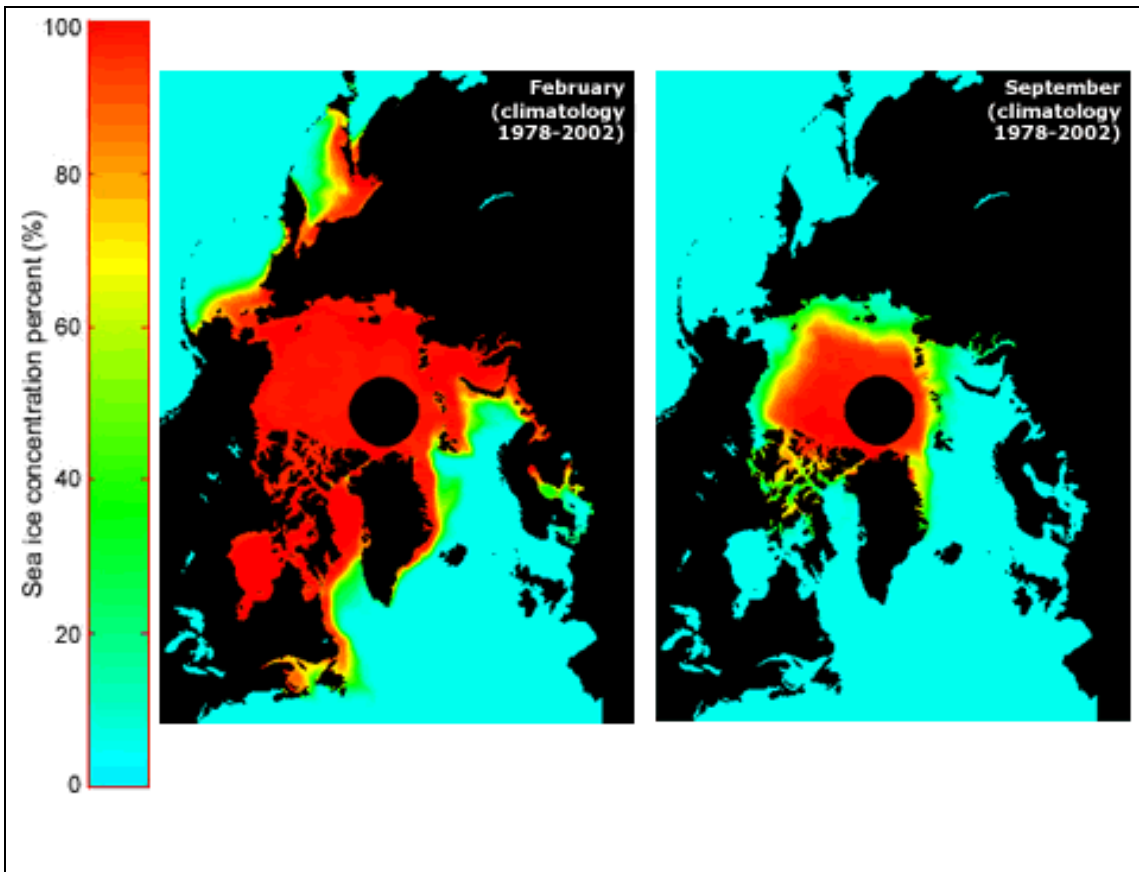 100
80
60
40
20
0
Sea ice concentration percent (%)
February
(climatology
1978-2002)
September
(climatology
1978-2002)